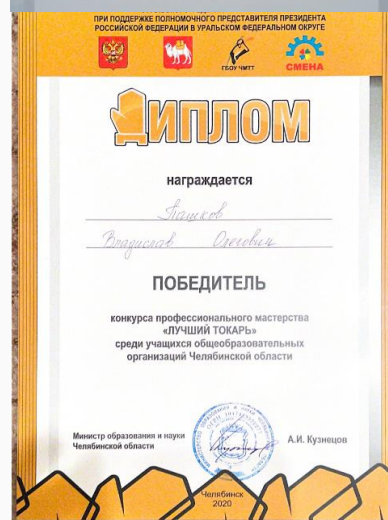 ПРИ ПОДДЕРЖКЕ ПОЛНОМОЧНОГО ПРЕДСТАВИТЕЛЯ ПРЕЗИДЕНТА
РОССИЙСКОЙ ФЕДЕРАЦИИ В УРАЛЬСКОМ ФЕДЕРАЛЬНОМ ОКРУГЕ
ГБОУ ЧМТТ
СМЕНА
ДИПЛОМ
награждается
Пашков
Владислав Олегович
ПОБЕДИТЕЛЬ
конкурса профессионального мастерства
«ЛУЧШИЙ ТОКАРЬ»
среди учащихся общеобразовательных
организаций Челябинской области
Министр образования и науки
Челябинской области
А.И. Кузнецов
Челябинск
2020